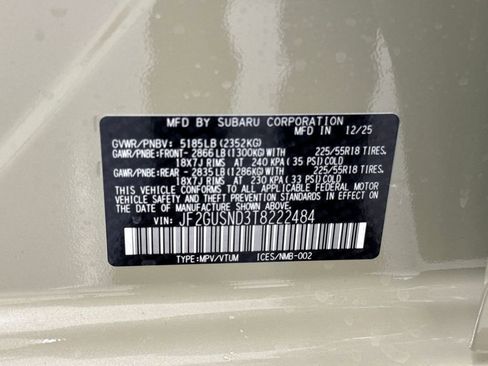 MFD BY SUBARU CORPORATION
MFD IN 12/25
GVWR/PNBV: 5185LB (2352KG)
GAWR/PNBE:FRONT- 2866LB(1300KG)WITH 225/55R18 TIRES,
18X7J RIMS AT 240 KPA (35 PSI)COLD
GAWR/PNBE:REAR - 2835LB(1286KG)WITH 225/55R18 TIRES,
18X7J RIMS AT 230 KPA (33 PSI)COLD
THIS VEHICLE CONFORMS TO ALL APPLICABLE FEDERAL MOTOR
VEHICLE SAFETY, BUMPER, AND THEFT PREVENTION STANDARDS
IN EFFECT ON THE DATE OF MANUFACTURE SHOWN ABOVE.
VIN: JF2GUSND3T8222484
TYPE:MPV/VTUM ICES/NMB-002